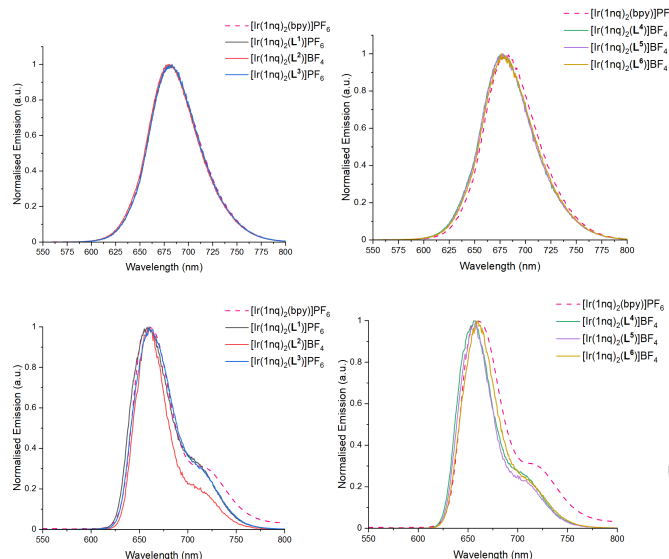 [Ir(1nq)₂(bpy)]PF₆
[Ir(1nq)₂(L¹)]PF₆
[Ir(1nq)₂(L²)]BF₄
[Ir(1nq)₂(L³)]PF₆
Normalised Emission (a.u.)
1
0.8
0.6
0.4
0.2
0
550 575 600 625 650 675 700 725 750 775 800
Wavelength (nm)
[Ir(1nq)₂(bpy)]PF
[Ir(1nq)₂(L⁴)]BF₄
[Ir(1nq)₂(L⁵)]BF₄
[Ir(1nq)₂(L⁶)]BF₄
Normalised Emission (a.u.)
1
0.8
0.6
0.4
0.2
0
550 575 600 625 650 675 700 725 750 775 800
Wavelength (nm)
[Ir(1nq)₂(bpy)]PF₆
[Ir(1nq)₂(L¹)]PF₆
[Ir(1nq)₂(L²)]BF₄
[Ir(1nq)₂(L³)]PF₆
Normalised Emission (a.u.)
1
0.8
0.6
0.4
0.2
0
550 600 650 700 750 800
Wavelength (nm)
[Ir(1nq)₂(bpy)]PF₆
[Ir(1nq)₂(L⁴)]BF₄
[Ir(1nq)₂(L⁵)]BF₄
[Ir(1nq)₂(L⁶)]BF₄
Normalised Emission (a.u.)
1
0.8
0.6
0.4
0.2
0
550 600 650 700 750 800
Wavelength (nm)